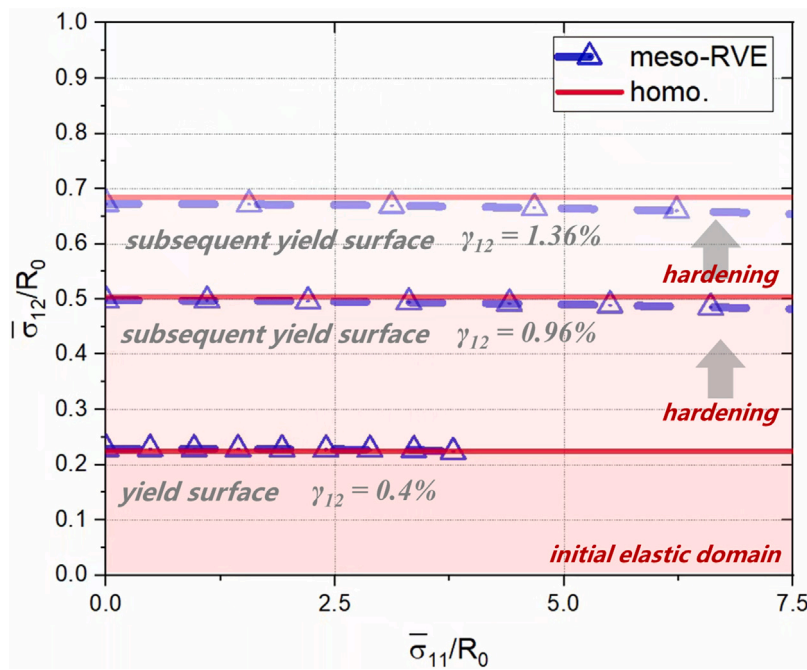 1.0
0.9
0.8
0.7
0.6
0.5
0.4
0.3
0.2
0.1
0.0
σ̅₁₂/R₀
meso-RVE
homo.
subsequent yield surface γ₁₂ = 1.36%
hardening
subsequent yield surface γ₁₂ = 0.96%
hardening
yield surface γ₁₂ = 0.4%
initial elastic domain
0.0 2.5 5.0 7.5
σ̅₁₁/R₀